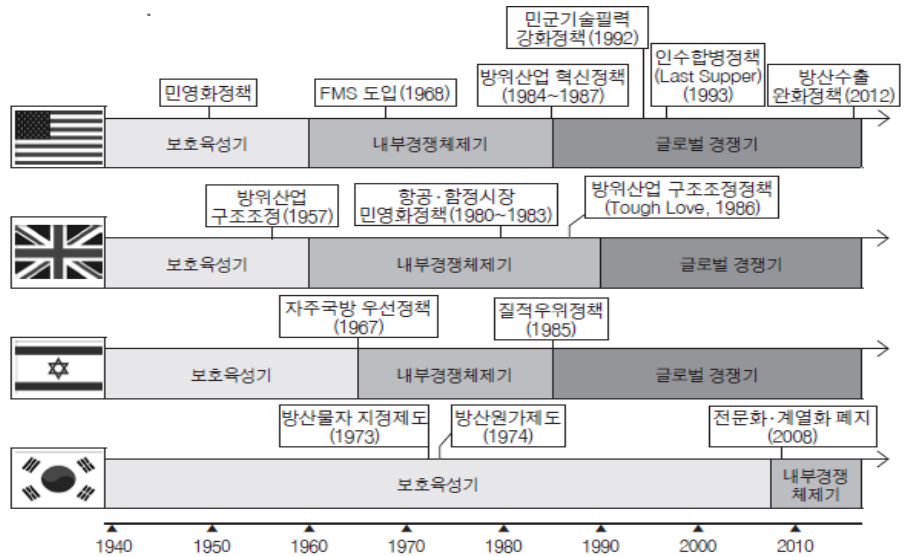 민군기술필력
강화정책(1992)
인수합병정책
(Last Supper)
(1993)
방위산업 혁신정책
(1984~1987)
방산수출
완화정책(2012)
민영화정책
FMS 도입(1968)
보호육성기
내부경쟁체제기
글로벌 경쟁기
방위산업
구조조정(1957)
항공·함정시장
민영화정책(1980~1983)
방위산업 구조조정정책
(Tough Love, 1986)
보호육성기
내부경쟁체제기
글로벌 경쟁기
자주국방 우선정책
(1967)
질적우위정책
(1985)
보호육성기
내부경쟁체제기
글로벌 경쟁기
방산물자 지정제도
(1973)
방산원가제도
(1974)
전문화·계열화 폐지
(2008)
보호육성기
내부경쟁
체제기
1940 1950 1960 1970 1980 1990 2000 2010